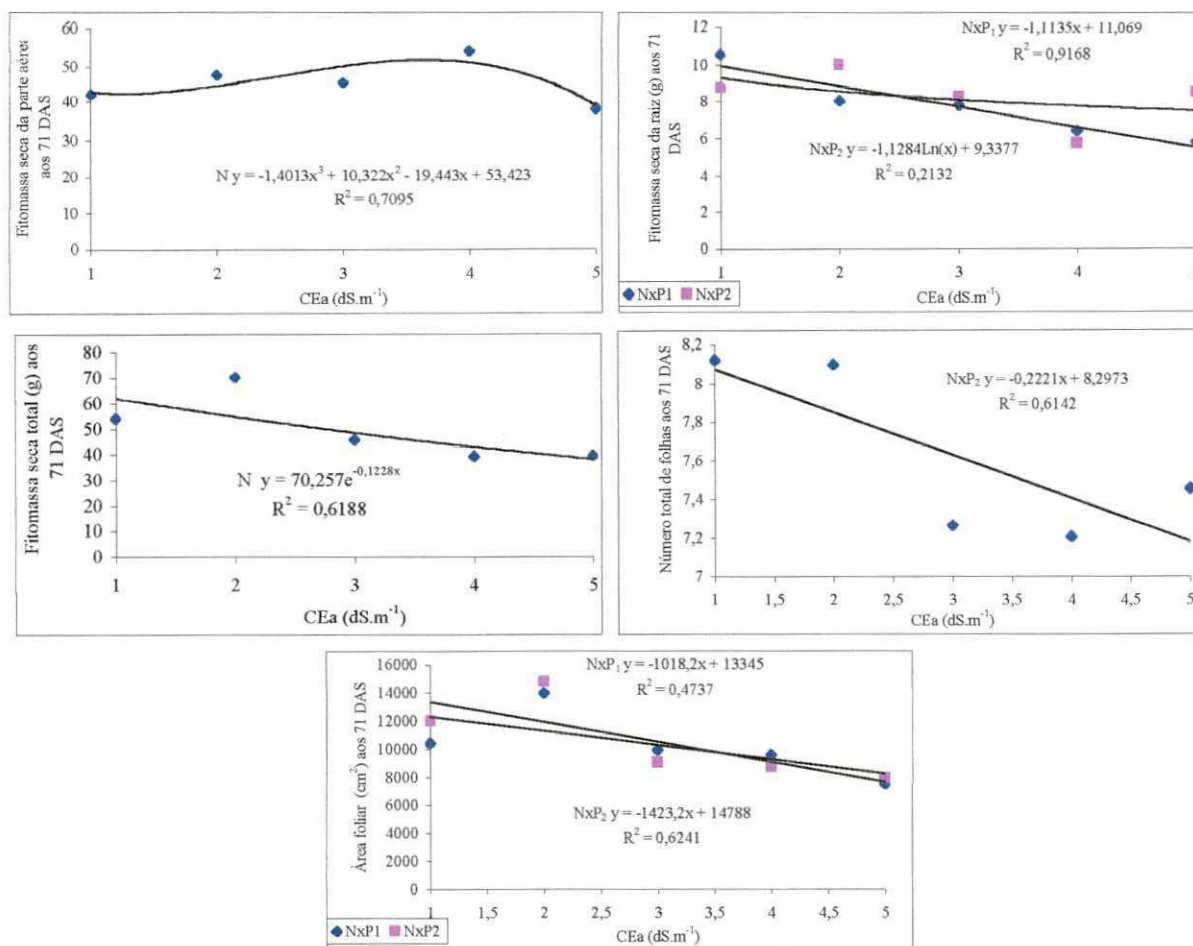 Fitomassa seca da parte aérea
aos 71 DAS
60
50
40
30
20
10
0
N y = -1,4013x³ + 10,322x² - 19,443x + 53,423
R² = 0,7095
1 2 3 4 5
CEa (dS.m⁻¹)
Fitomassa seca da raiz (g) aos 71
DAS
12
10
8
6
4
2
0
NxP₁ y = -1,1135x + 11,069
R² = 0,9168
NxP₂ y = -1,1284Ln(x) + 9,3377
R² = 0,2132
1 2 3 4 5
CEa (dS.m⁻¹)
NxP1 NxP2
Fitomassa seca total (g) aos
71 DAS
80
70
60
50
40
30
20
10
0
N y = 70,257e⁻⁰,¹²²⁸ˣ
R² = 0,6188
1 2 3 4 5
CEa (dS.m⁻¹)
Número total de folhas aos 71 DAS
8,2
8
7,8
7,6
7,4
7,2
7
NxP₂ y = -0,2221x + 8,2973
R² = 0,6142
1 1,5 2 2,5 3 3,5 4 4,5 5
CEa (dS.m⁻¹)
Área foliar (cm²) aos 71 DAS
16000
14000
12000
10000
8000
6000
4000
2000
0
NxP₁ y = -1018,2x + 13345
R² = 0,4737
NxP₂ y = -1423,2x + 14788
R² = 0,6241
1 1,5 2 2,5 3 3,5 4 4,5 5
NxP1 NxP2
CEa (dS.m⁻¹)